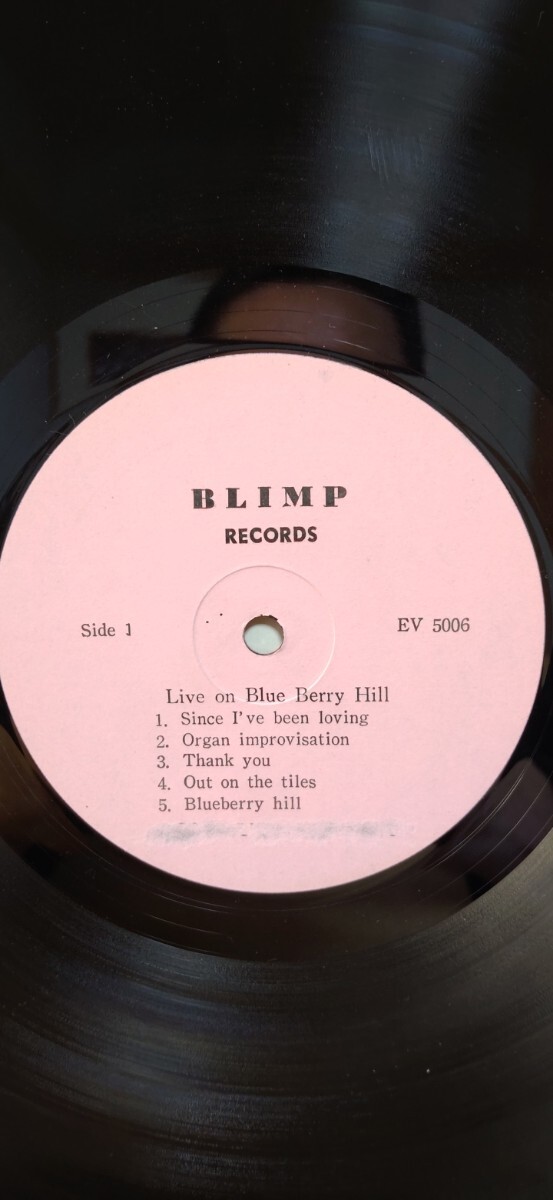 BLIMP
RECORDS
Side 1
EV 5006
Live on Blue Berry Hill
1. Since I've been loving
2. Organ improvisation
3. Thank you
4. Out on the tiles
5. Blueberry hill